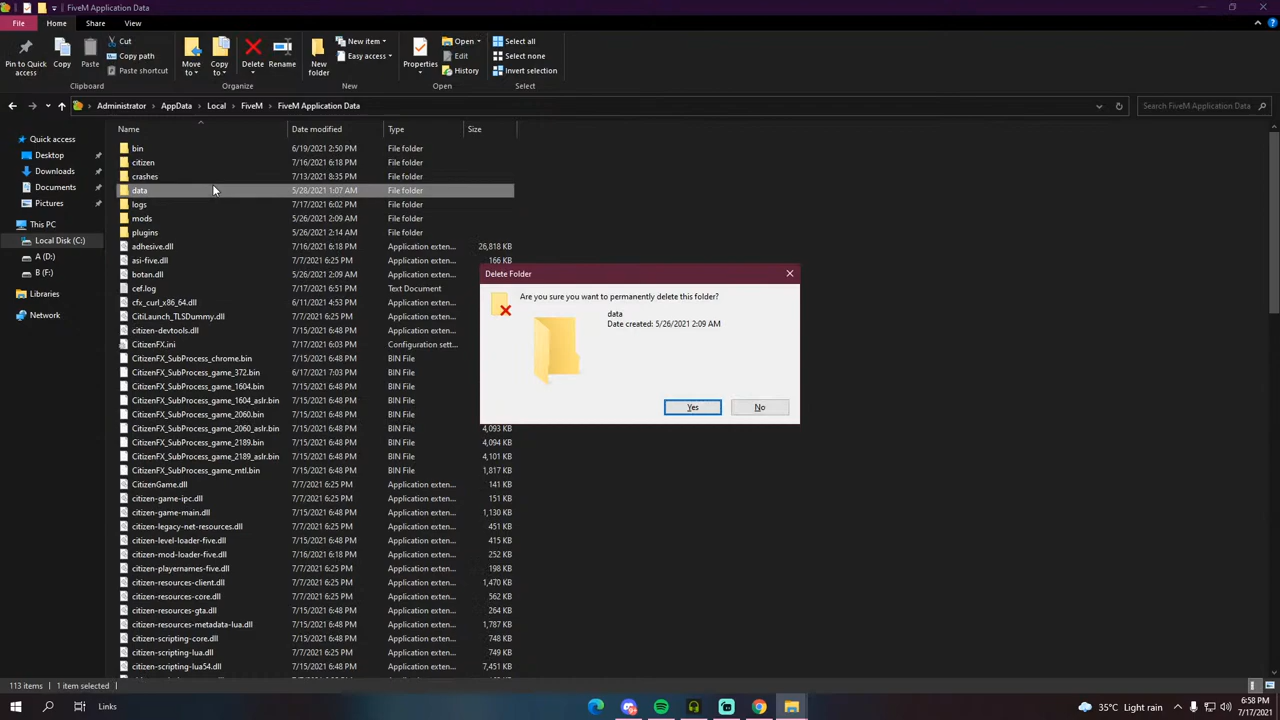 FiveM Application Data
File
Home
Share
View
Pin to Quick access
Copy
Paste
Cut
Copy path
Paste shortcut
Clipboard
Move to
Copy to
Delete
Rename
Organize
New folder
New item
Easy access
New
Properties
Open
Edit
History
Open
Select all
Select none
Invert selection
Select
Administrator
AppData
Local
FiveM
FiveM Application Data
Search FiveM Application Data
Name Date modified Type Size
Quick access
Desktop
Downloads
Documents
Pictures
This PC
Local Disk (C:)
A (D:)
B (F:)
Libraries
Network
bin 6/19/2021 2:50 PM File folder
citizen 7/16/2021 6:18 PM File folder
crashes 7/13/2021 8:35 PM File folder
data 5/28/2021 1:07 AM File folder
logs 7/17/2021 6:02 PM File folder
mods 5/26/2021 2:09 AM File folder
plugins 5/26/2021 2:14 AM File folder
adhesive.dll 7/16/2021 6:18 PM Application exten... 26,818 KB
asi-five.dll 7/7/2021 6:25 PM Application exten... 166 KB
botan.dll 5/26/2021 2:09 AM Application exten...
cef.log 7/17/2021 6:51 PM Text Document
cfx_curl_x86_64.dll 6/11/2021 4:53 PM Application exten...
CitiLaunch_TLSDummy.dll 7/7/2021 6:25 PM Application exten...
citizen-devtools.dll 7/15/2021 6:48 PM Application exten...
CitizenFX.ini 7/17/2021 6:03 PM Configuration sett...
CitizenFX_SubProcess_chrome.bin 7/15/2021 6:48 PM BIN File
CitizenFX_SubProcess_game_372.bin 6/17/2021 7:03 PM BIN File
CitizenFX_SubProcess_game_1604.bin 7/15/2021 6:48 PM BIN File
CitizenFX_SubProcess_game_1604_aslr.bin 7/15/2021 6:48 PM BIN File
CitizenFX_SubProcess_game_2060.bin 7/15/2021 6:48 PM BIN File
CitizenFX_SubProcess_game_2060_aslr.bin 7/15/2021 6:48 PM BIN File 4,093 KB
CitizenFX_SubProcess_game_2189.bin 7/15/2021 6:48 PM BIN File 4,094 KB
CitizenFX_SubProcess_game_2189_aslr.bin 7/15/2021 6:48 PM BIN File 4,101 KB
CitizenFX_SubProcess_game_mtl.bin 7/15/2021 6:48 PM BIN File 1,817 KB
CitizenGame.dll 7/7/2021 6:25 PM Application exten... 141 KB
citizen-game-ipc.dll 7/7/2021 6:25 PM Application exten... 151 KB
citizen-game-main.dll 7/15/2021 6:48 PM Application exten... 1,130 KB
citizen-legacy-net-resources.dll 7/7/2021 6:25 PM Application exten... 451 KB
citizen-level-loader-five.dll 7/15/2021 6:48 PM Application exten... 415 KB
citizen-mod-loader-five.dll 7/16/2021 6:18 PM Application exten... 252 KB
citizen-playernames-five.dll 7/7/2021 6:25 PM Application exten... 198 KB
citizen-resources-client.dll 7/7/2021 6:25 PM Application exten... 1,470 KB
citizen-resources-core.dll 7/7/2021 6:25 PM Application exten... 562 KB
citizen-resources-gta.dll 7/15/2021 6:48 PM Application exten... 264 KB
citizen-resources-metadata-lua.dll 7/15/2021 6:48 PM Application exten... 1,787 KB
citizen-scripting-core.dll 7/15/2021 6:48 PM Application exten... 748 KB
citizen-scripting-lua.dll 7/15/2021 6:48 PM Application exten... 749 KB
citizen-scripting-lua54.dll 7/15/2021 6:48 PM Application exten... 7,451 KB
Delete Folder
Are you sure you want to permanently delete this folder?
data
Date created: 5/26/2021 2:09 AM
Yes
No
113 items
1 item selected
Links
35°C Light rain
6:58 PM
7/17/2021